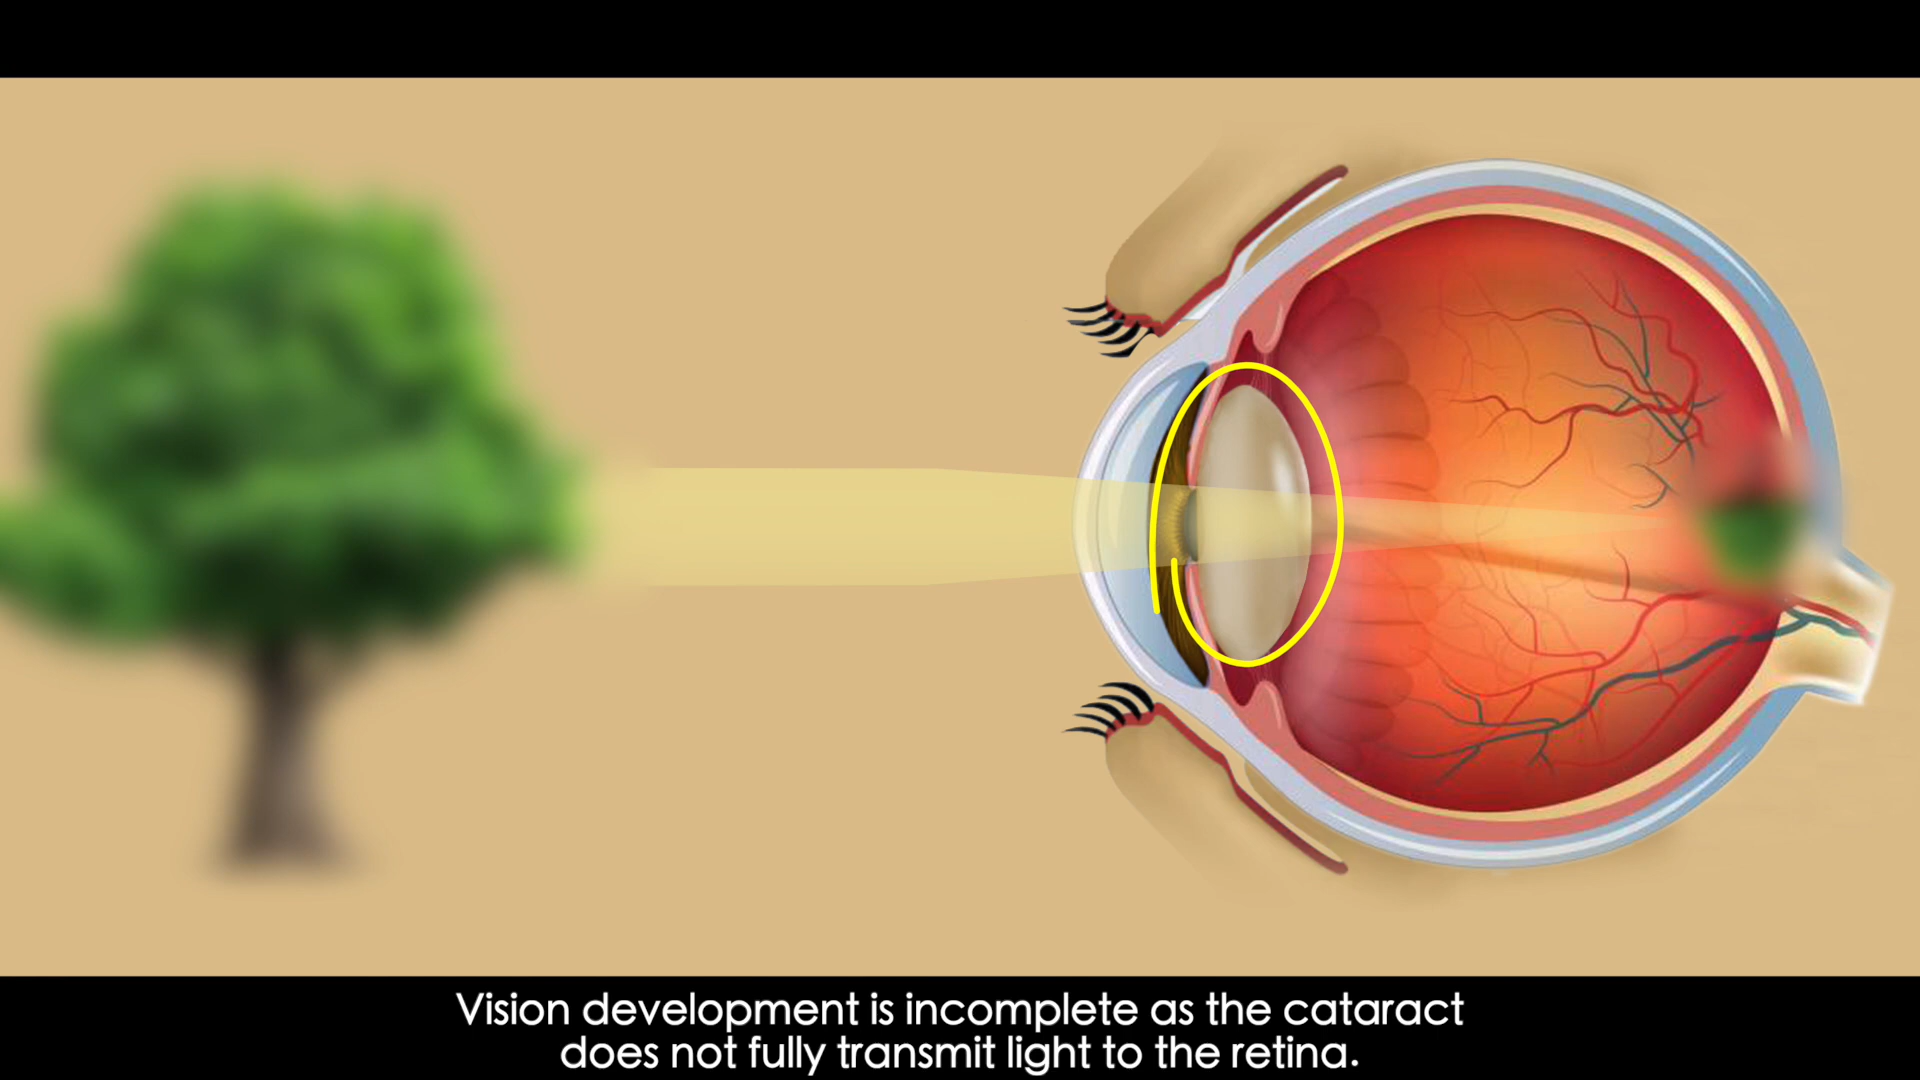 Vision development is incomplete as the cataract
does not fully transmit light to the retina.